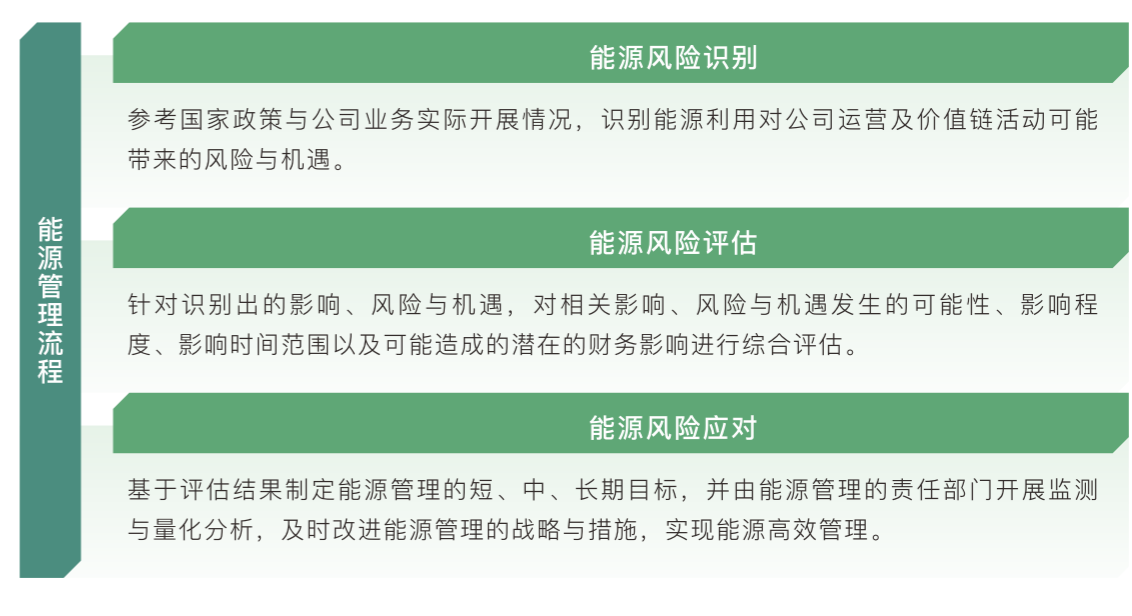 能源管理流程
能源风险识别
参考国家政策与公司业务实际开展情况，识别能源利用对公司运营及价值链活动可能
带来的风险与机遇。
能源风险评估
针对识别出的影响、风险与机遇，对相关影响、风险与机遇发生的可能性、影响程
度、影响时间范围以及可能造成的潜在的财务影响进行综合评估。
能源风险应对
基于评估结果制定能源管理的短、中、长期目标，并由能源管理的责任部门开展监测
与量化分析，及时改进能源管理的战略与措施，实现能源高效管理。